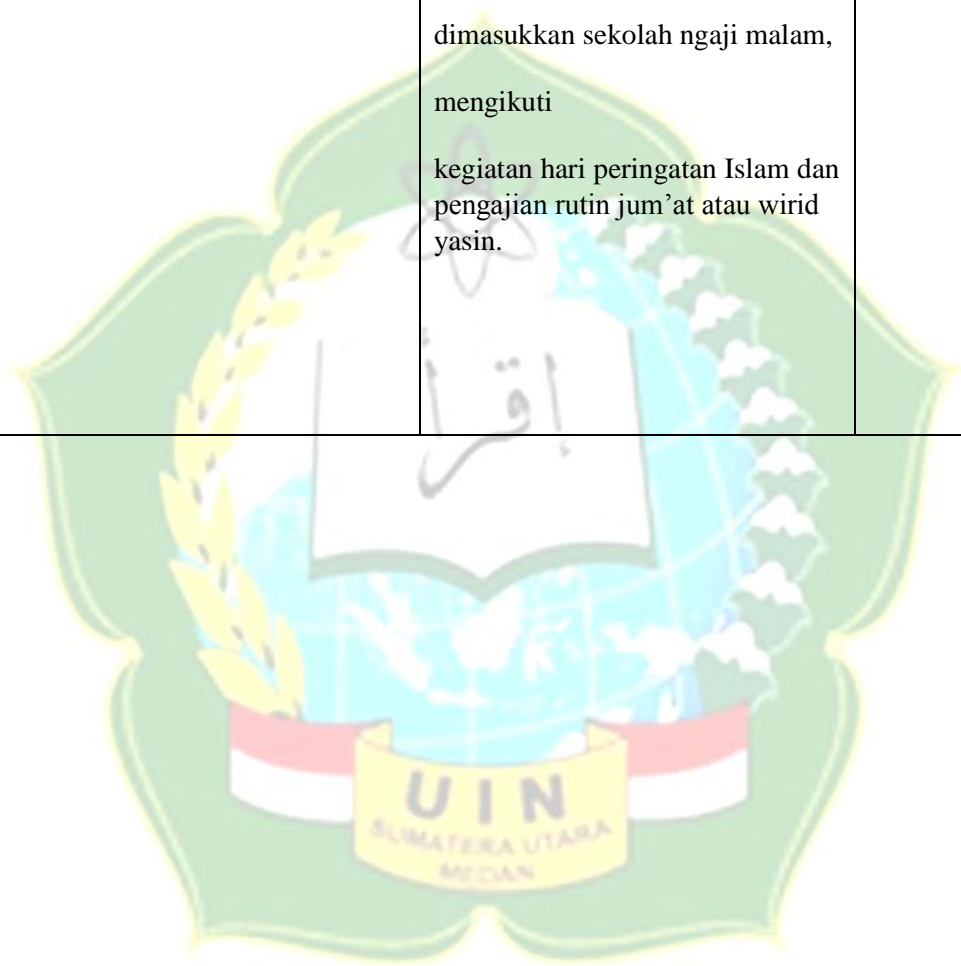 dimasukkan sekolah ngaji malam,
mengikuti
kegiatan hari peringatan Islam dan
pengajian rutin jum’at atau wirid
yasin.
إقرأ
UIN
SUMATERA UTARA
MEDAN